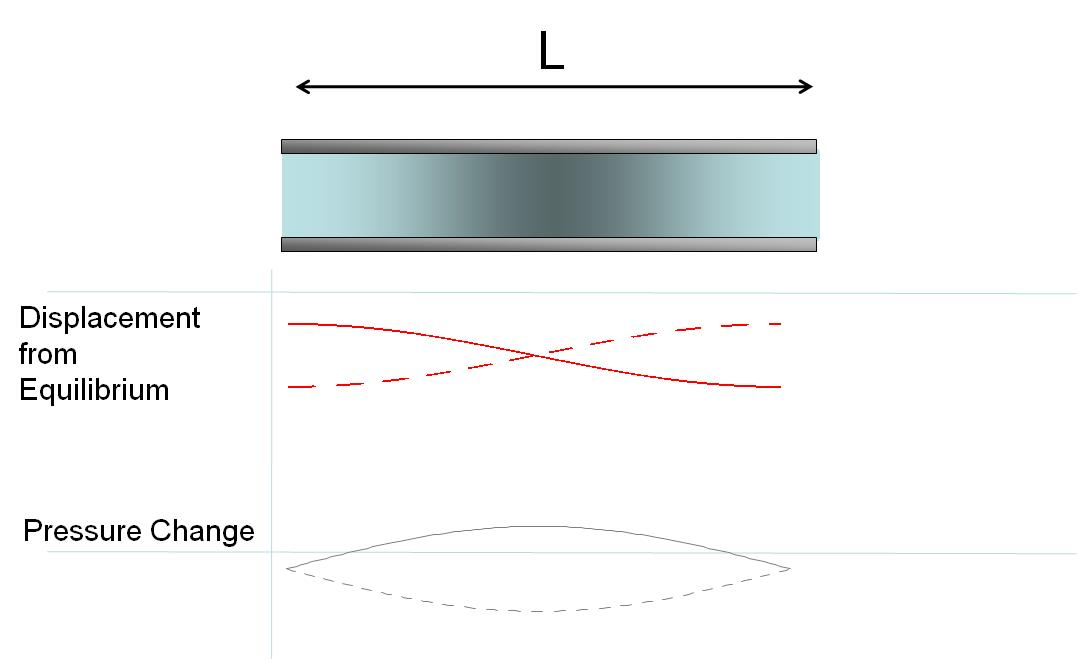 L
Displacement
from
Equilibrium
Pressure Change